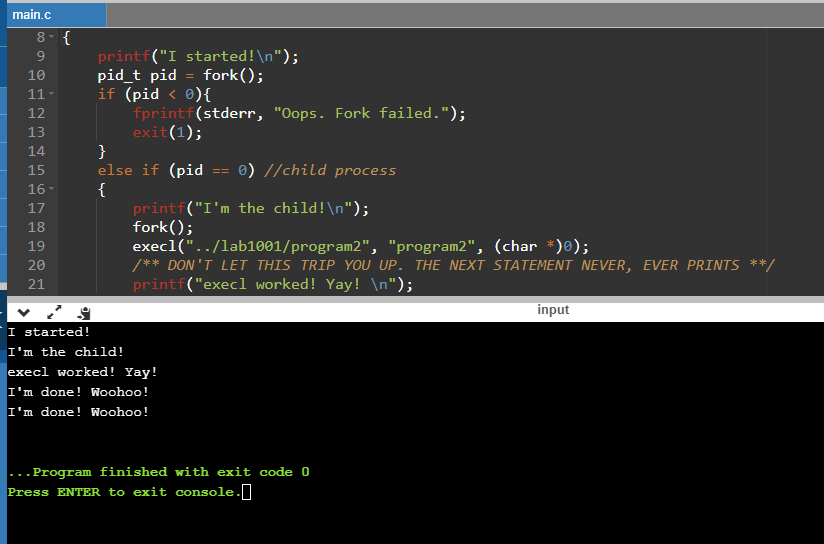 main.c
8 {
9 printf("I started!\n");
10 pid_t pid = fork();
11 if (pid < 0){
12 fprintf(stderr, "Oops. Fork failed.");
13 exit(1);
14 }
15 else if (pid == 0) //child process
16 {
17 printf("I'm the child!\n");
18 fork();
19 execl("../lab1001/program2", "program2", (char *)0);
20 /** DON'T LET THIS TRIP YOU UP. THE NEXT STATEMENT NEVER, EVER PRINTS **/
21 printf("execl worked! Yay! \n");
input
I started!
I'm the child!
execl worked! Yay!
I'm done! Woohoo!
I'm done! Woohoo!
...Program finished with exit code 0
Press ENTER to exit console.